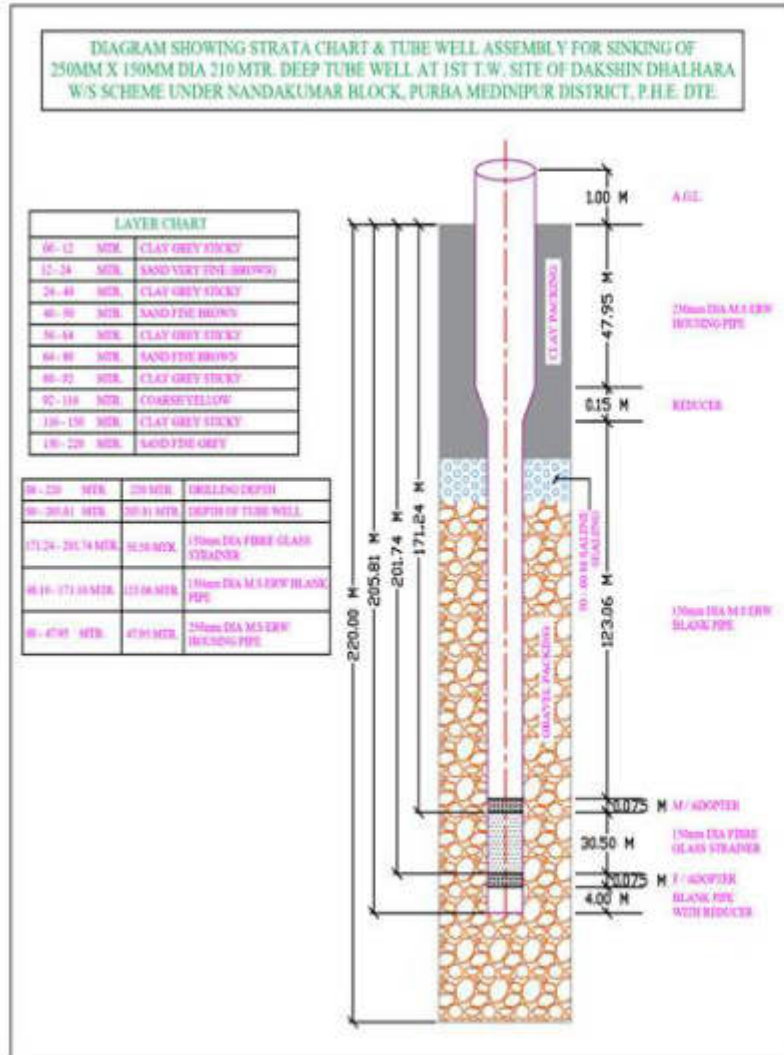 DIAGRAM SHOWING STRATA CHART & TUBE WELL ASSEMBLY FOR SINKING OF
250MM X 150MM DIA 210 MTR. DEEP TUBE WELL AT 1ST T.W. SITE OF DAKSHIN DHALHARA
W/S SCHEME UNDER NANDAKUMAR BLOCK, PURBA MEDINIPUR DISTRICT, P.H.E. DTE.
LAYER CHART
00 - 12 MTR. CLAY GREY STICKY
12 - 24 MTR. SAND VERY FINE (BROWN)
24 - 40 MTR. CLAY GREY STICKY
40 - 50 MTR. SAND FINE BROWN
50 - 64 MTR. CLAY GREY STICKY
64 - 80 MTR. SAND FINE BROWN
80 - 92 MTR. CLAY GREY STICKY
92 - 116 MTR. COARSE YELLOW
116 - 150 MTR. CLAY GREY STICKY
150 - 220 MTR. SAND FINE GREY
00 - 220 MTR. 220 MTR. DRILLING DEPTH
00 - 205.81 MTR. 205.81 MTR. DEPTH OF TUBE WELL
171.24 - 201.74 MTR. 30.50 MTR. 150mm DIA FIBRE GLASS
STRAINER
48.10 - 171.16 MTR. 123.06 MTR. 150mm DIA M.S ERW BLANK
PIPE
00 - 47.95 MTR. 47.95 MTR. 250mm DIA M.S ERW
HOUSING PIPE
1.00 M
A.G.L
47.95 M
250mm DIA M.S ERW
HOUSING PIPE
CLAY PACKING
0.15 M
REDUCER
SALINE
SEALING
GRAVEL PACKING
220.00 M
205.81 M
201.74 M
171.24 M
123.06 M
150mm DIA M.S ERW
BLANK PIPE
0.075 M
M / ADOPTER
30.50 M
150mm DIA FIBRE
GLASS STRAINER
0.075 M
F / ADOPTER
4.00 M
BLANK PIPE
WITH REDUCER